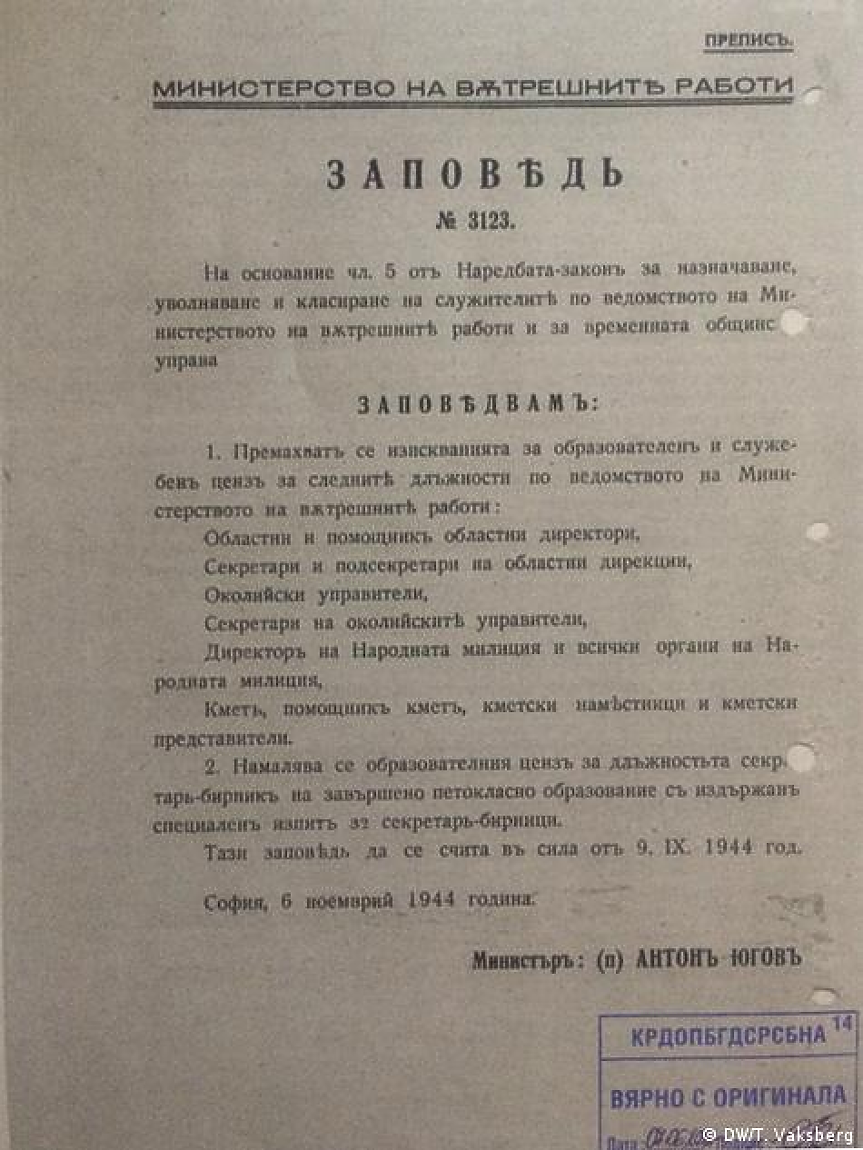 ПРЕПИСЪ.
МИНИСТЕРСТВО НА ВѪТРЕШНИТѢ РАБОТИ
ЗАПОВѢДЬ
№ 3123.
На основание чл. 5 отъ Наредбата-законъ за назначаване,
уволняване и класиране на служителитѣ по ведомството на Ми-
нистерството на вѫтрешнитѣ работи и за временната общинс
управа
ЗАПОВѢДВАМЪ:
1. Премахватъ се изискванията за образователенъ и служе-
бенъ цензъ за следнитѣ длъжности по ведомството на Мини-
стерството на вѫтрешнитѣ работи:
Областни и помощникъ областни директори,
Секретари и подсекретари на областни дирекции,
Околийски управители,
Секретари на околийскитѣ управители,
Директоръ на Народната милиция и всички органи на На-
родната милиция,
Кметъ, помощникъ кметъ, кметски намѣстници и кметски
представители.
2. Намалява се образователния цензъ за длъжностьта секр
тарь-бирникъ на завършено петокласно образование съ издържанъ
специаленъ изпитъ за секретарь-бирници.
Тази заповѣдь да се счита въ сила отъ 9. IX. 1944 год.
София, 6 ноемврий 1944 година.
Министъръ: (п) АНТОНЪ ЮГОВЪ
КРДОПБГДСРСБНА 14
ВЯРНО С ОРИГИНАЛА
Дата:
© DW/T. Vaksberg